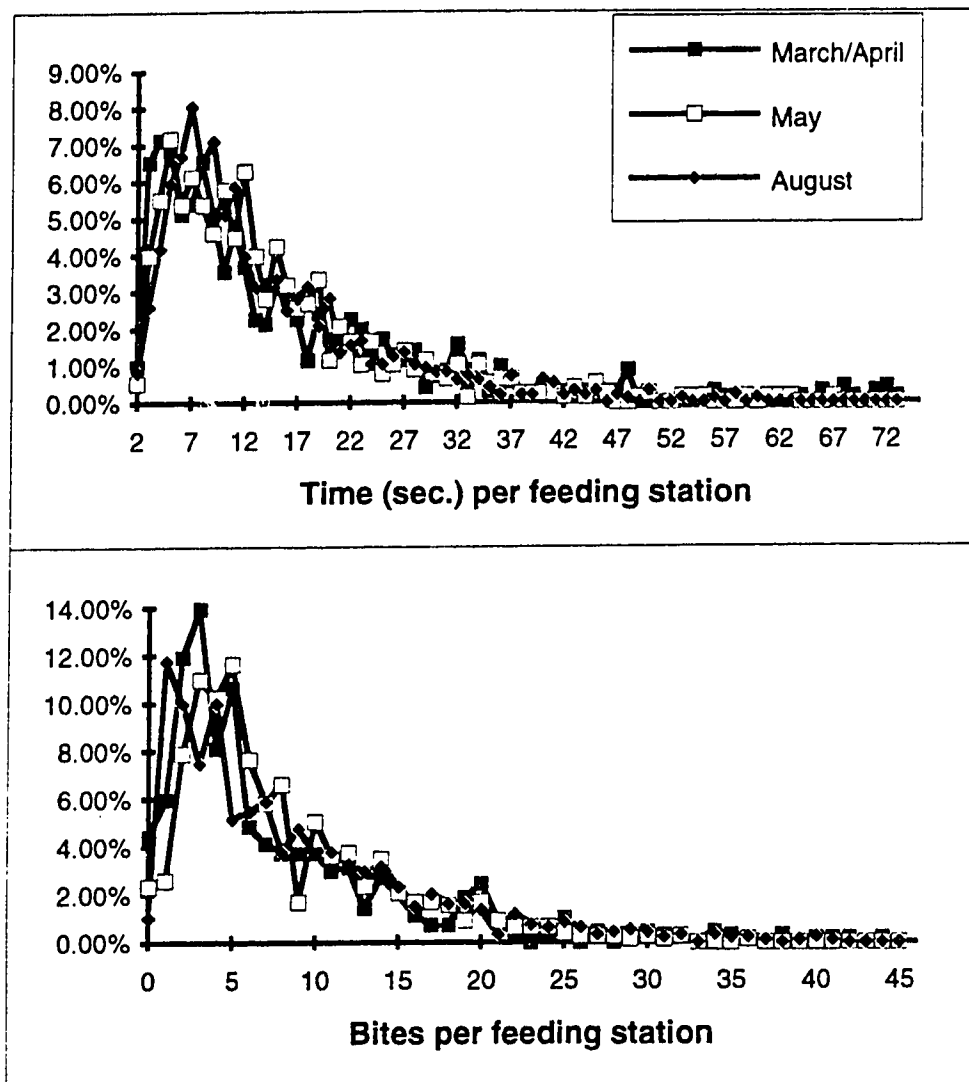 March/April
May
August
9.00%
8.00%
7.00%
6.00%
5.00%
4.00%
3.00%
2.00%
1.00%
0.00%
2 7 12 17 22 27 32 37 42 47 52 57 62 67 72
Time (sec.) per feeding station
14.00%
12.00%
10.00%
8.00%
6.00%
4.00%
2.00%
0.00%
0 5 10 15 20 25 30 35 40 45
Bites per feeding station